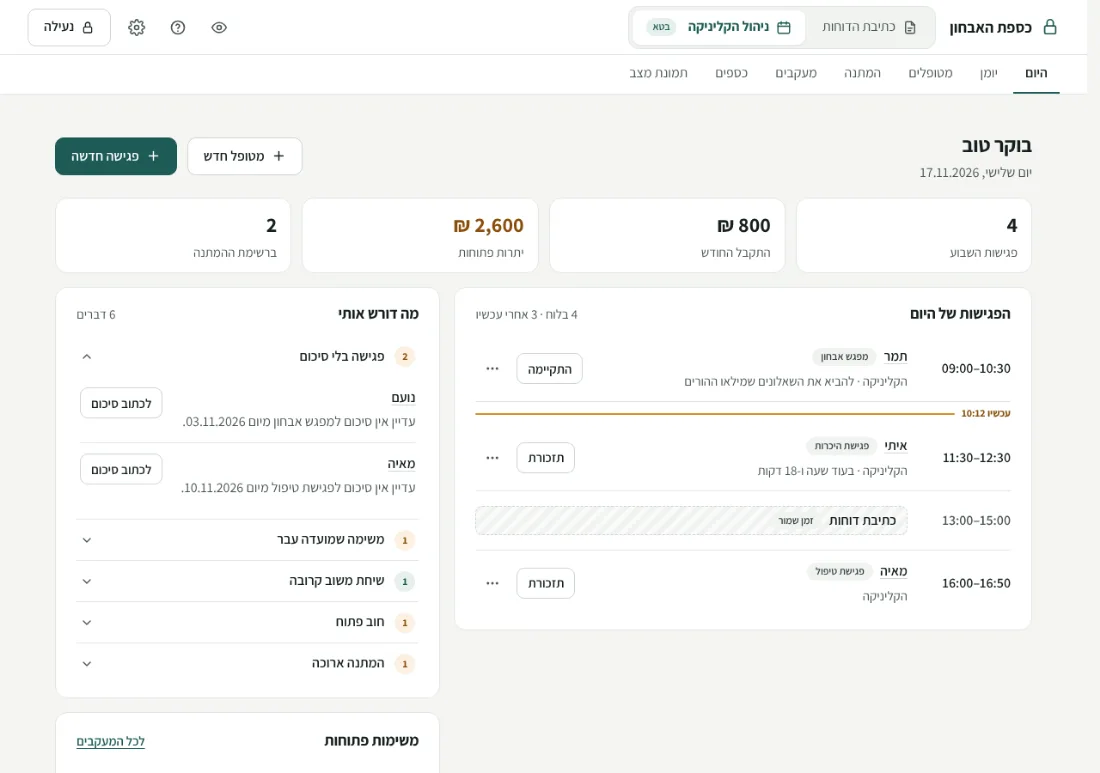 כספת האבחון
כתיבת הדוחות
ניהול הקליניקה בטא
נעילה
היום
יומן
מטופלים
המתנה
מעקבים
כספים
תמונת מצב
בוקר טוב
יום שלישי, 17.11.2026
+ מטופל חדש
+ פגישה חדשה
4
פגישות השבוע
800 ₪
התקבל החודש
2,600 ₪
יתרות פתוחות
2
ברשימת ההמתנה
הפגישות של היום
4 בלוח · 3 אחרי עכשיו
09:00–10:30
תמר מפגש אבחון
הקליניקה · להביא את השאלונים שמילאו ההורים
התקיימה
עכשיו 10:12
11:30–12:30
איתי פגישת היכרות
הקליניקה · בעוד שעה ו-18 דקות
תזכורת
13:00–15:00
כתיבת דוחות זמן שמור
16:00–16:50
מאיה פגישת טיפול
הקליניקה
תזכורת
מה דורש אותי
6 דברים
2 פגישה בלי סיכום
נועם
עדיין אין סיכום למפגש אבחון מיום 03.11.2026.
לכתוב סיכום
מאיה
עדיין אין סיכום לפגישת טיפול מיום 10.11.2026.
לכתוב סיכום
1 משימה שמועדה עבר
1 שיחת משוב קרובה
1 חוב פתוח
1 המתנה ארוכה
משימות פתוחות
לכל המעקבים